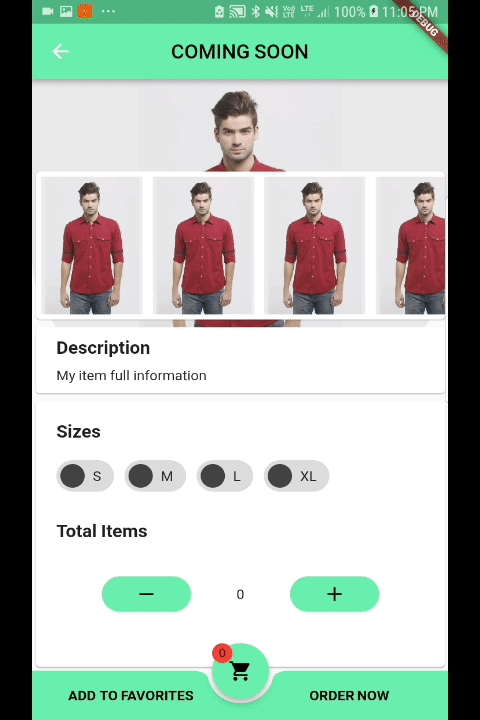 100% 11:05 PM
DEBUG
COMING SOON
Description
My item full information
Sizes
S M L XL
Total Items
0
0
ADD TO FAVORITES ORDER NOW